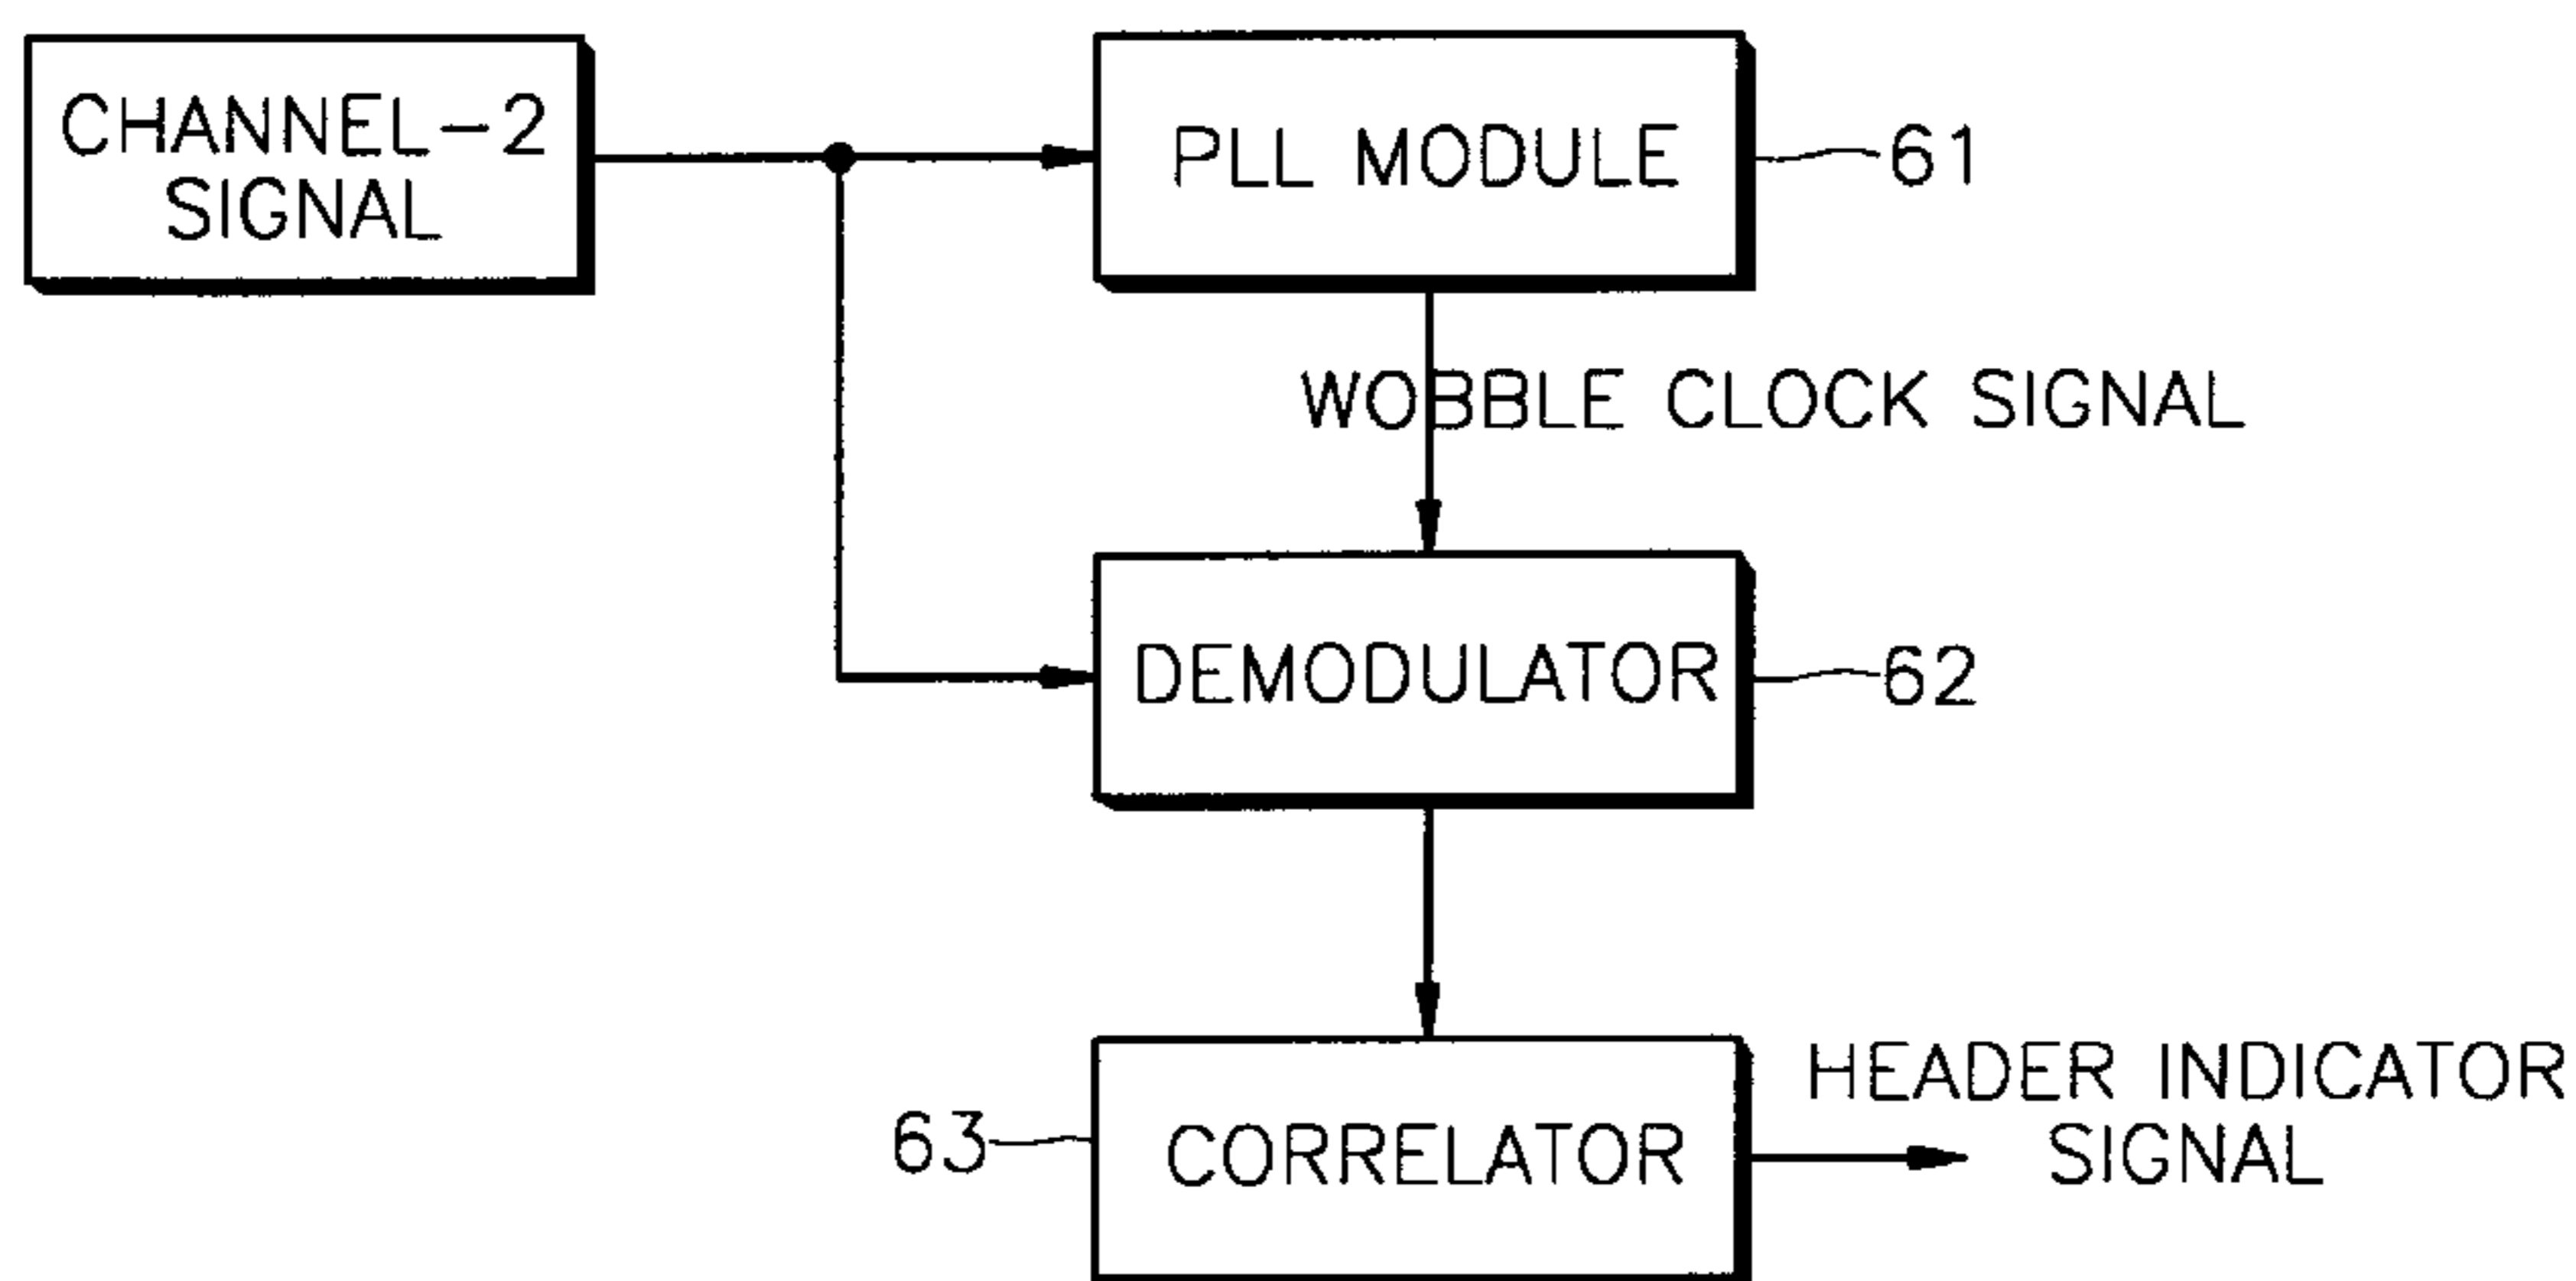 CHANNEL-2
SIGNAL
PLL MODULE
61
WOBBLE CLOCK SIGNAL
DEMODULATOR
62
63
CORRELATOR
HEADER INDICATOR
SIGNAL